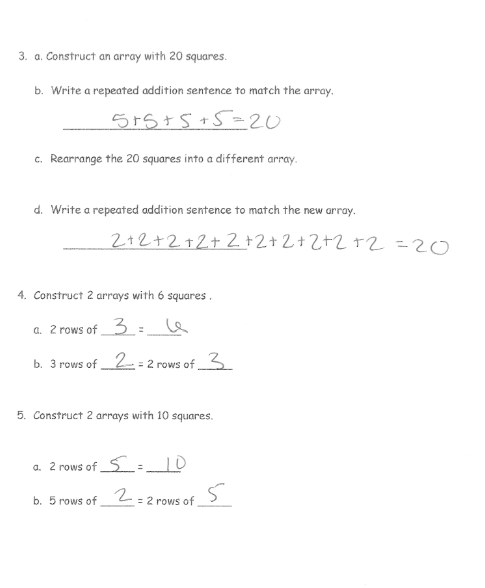 3. a. Construct an array with 20 squares.
b. Write a repeated addition sentence to match the array.
5+5+5+5=20
c. Rearrange the 20 squares into a different array.
d. Write a repeated addition sentence to match the new array.
2+2+2+2+2+2+2+2+2+2 =20
4. Construct 2 arrays with 6 squares .
a. 2 rows of 3 = 6
b. 3 rows of 2 = 2 rows of 3
5. Construct 2 arrays with 10 squares.
a. 2 rows of 5 = 10
b. 5 rows of 2 = 2 rows of 5